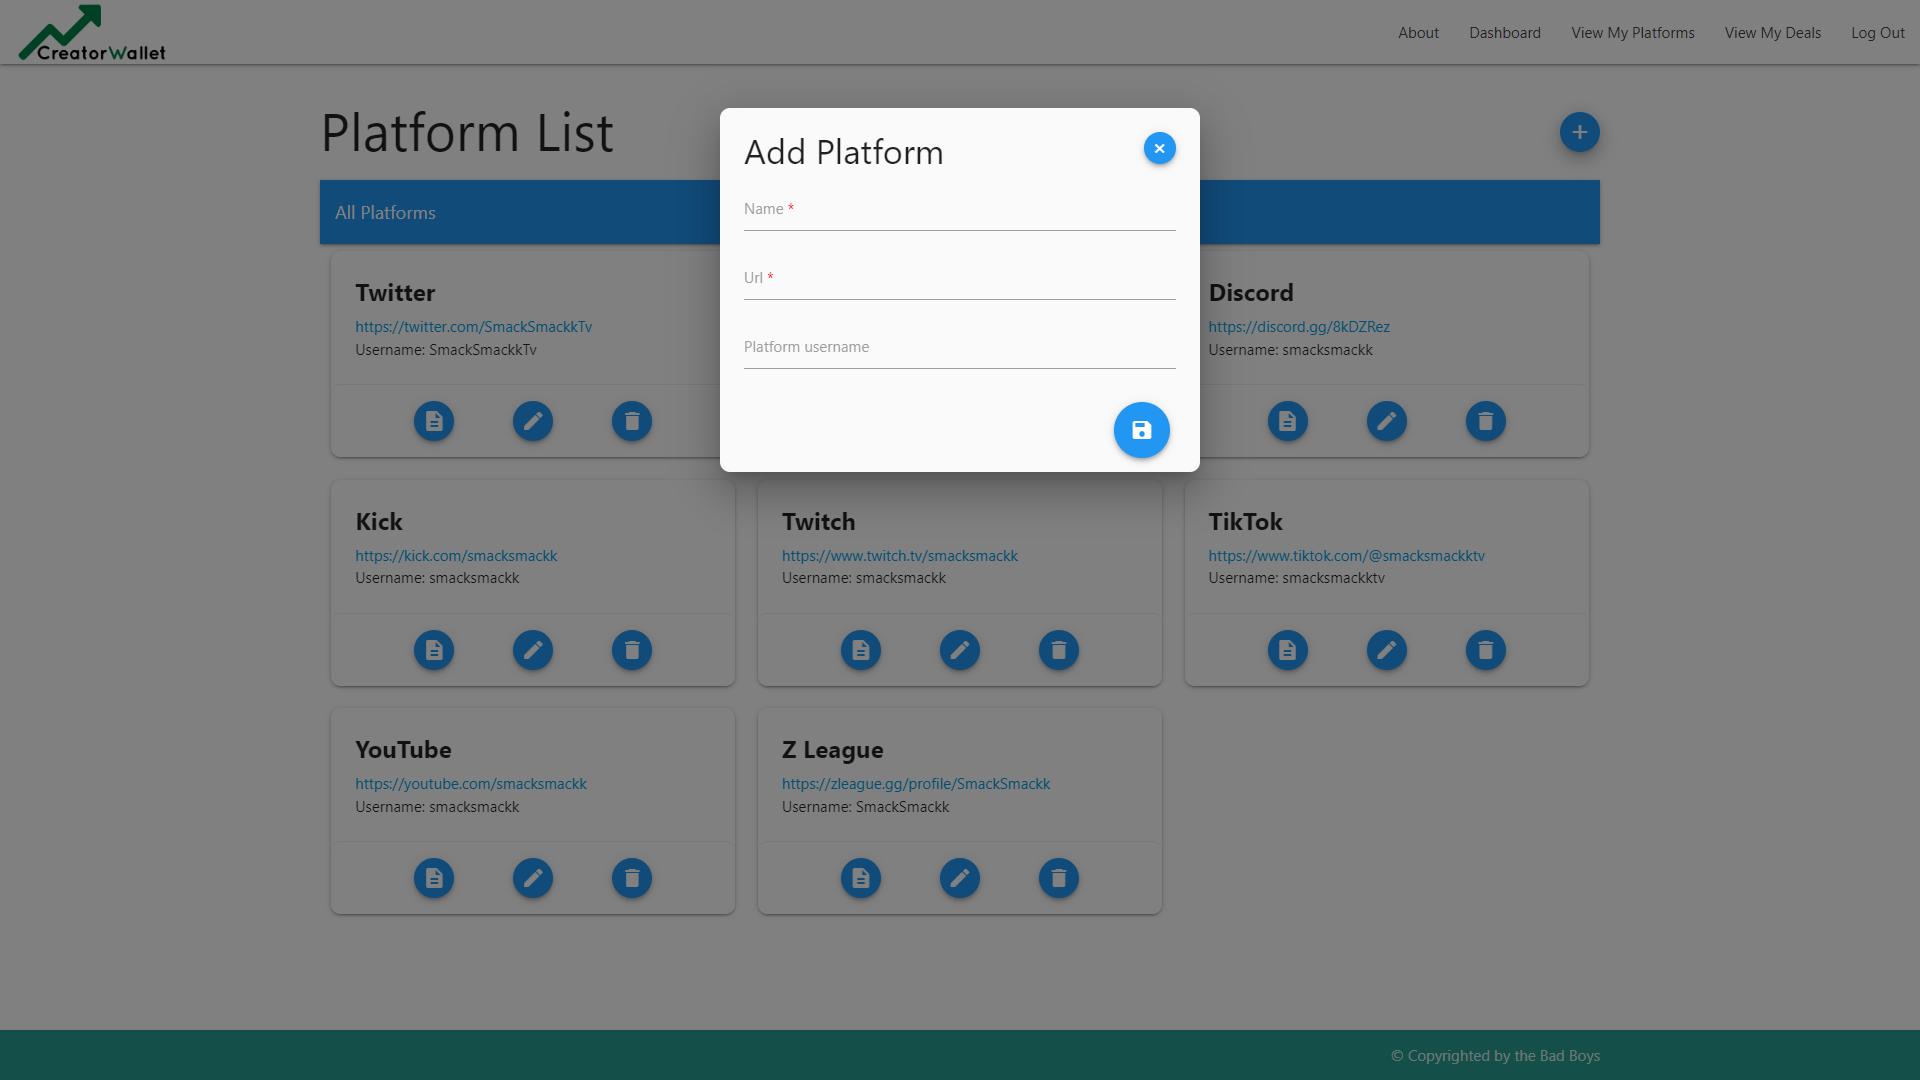 CreatorWallet
About
Dashboard
View My Platforms
View My Deals
Log Out
Platform List
Add Platform
Name *
Url *
Platform username
All Platforms
Twitter
https://twitter.com/SmackSmackkTv
Username: SmackSmackkTv
Discord
https://discord.gg/8kDZRez
Username: smacksmackk
Kick
https://kick.com/smacksmackk
Username: smacksmackk
Twitch
https://www.twitch.tv/smacksmackk
Username: smacksmackk
TikTok
https://www.tiktok.com/@smacksmackktv
Username: smacksmackktv
YouTube
https://youtube.com/smacksmackk
Username: smacksmackk
Z League
https://zleague.gg/profile/SmackSmackk
Username: SmackSmackk
© Copyrighted by the Bad Boys